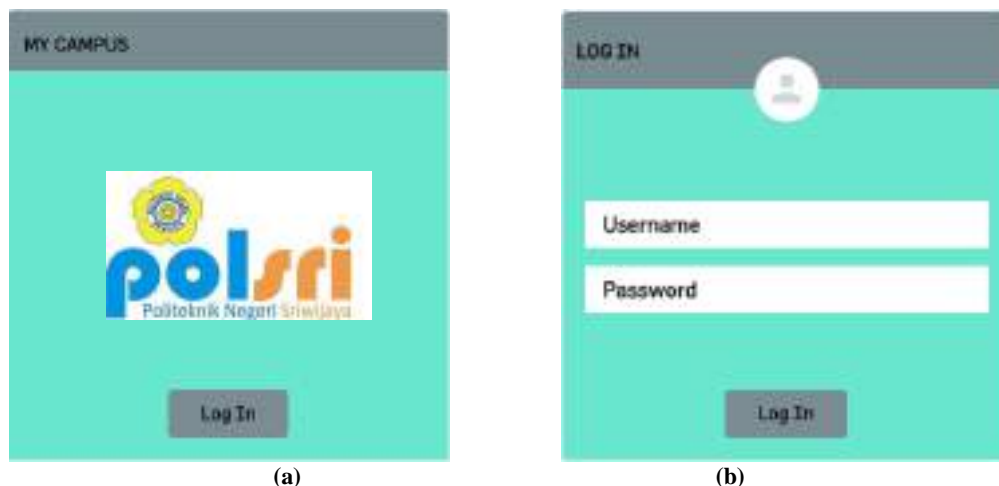 MY CAMPUS
polsri
Politeknik Negeri Sriwijaya
Log In
(a)
LOG IN
Username
Password
Log In
(b)